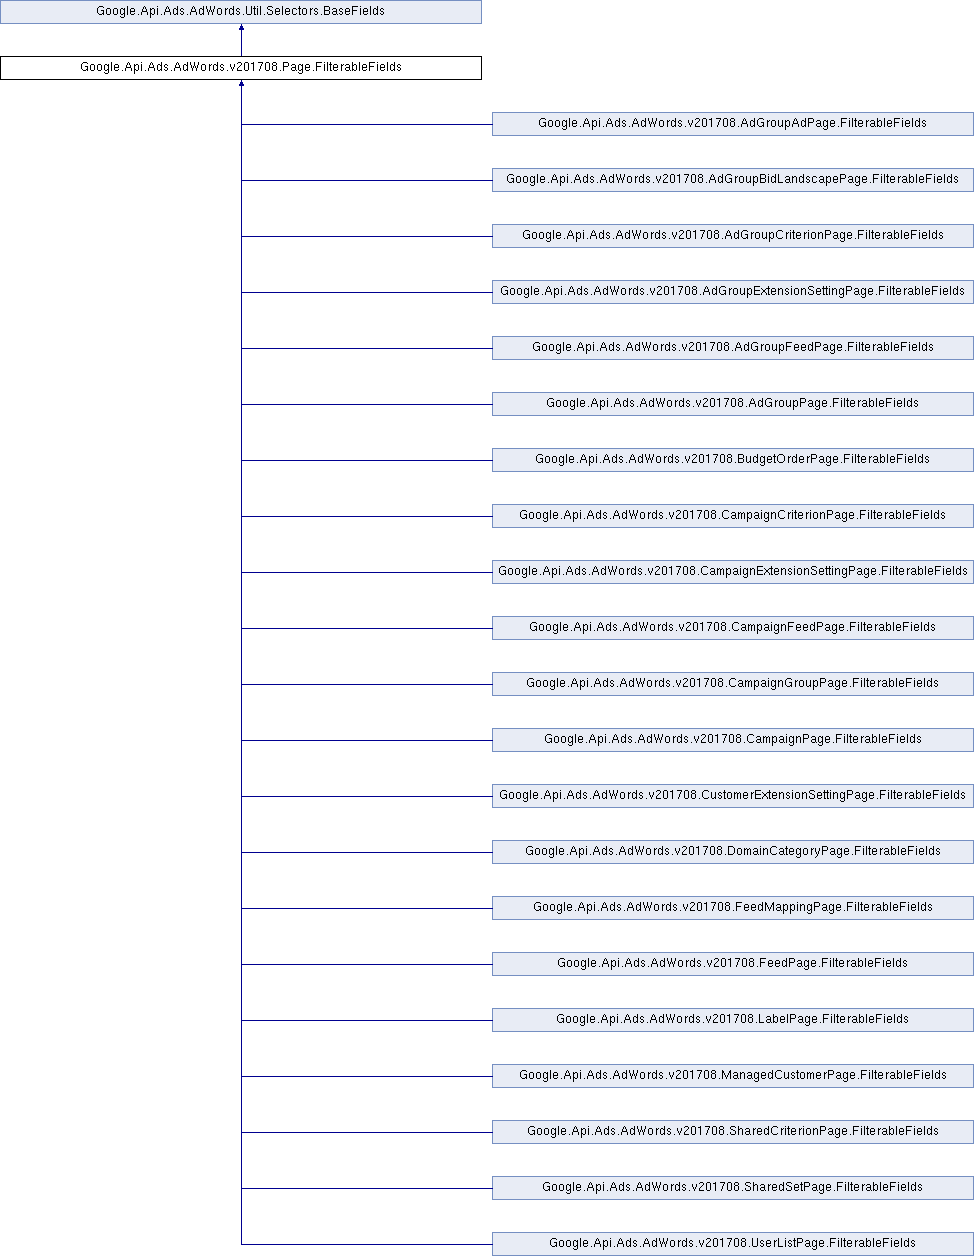 Google.Api.Ads.AdWords.Util.Selectors.BaseFields
Google.Api.Ads.AdWords.v201708.Page.FilterableFields
Google.Api.Ads.AdWords.v201708.AdGroupAdPage.FilterableFields
Google.Api.Ads.AdWords.v201708.AdGroupBidLandscapePage.FilterableFields
Google.Api.Ads.AdWords.v201708.AdGroupCriterionPage.FilterableFields
Google.Api.Ads.AdWords.v201708.AdGroupExtensionSettingPage.FilterableFields
Google.Api.Ads.AdWords.v201708.AdGroupFeedPage.FilterableFields
Google.Api.Ads.AdWords.v201708.AdGroupPage.FilterableFields
Google.Api.Ads.AdWords.v201708.BudgetOrderPage.FilterableFields
Google.Api.Ads.AdWords.v201708.CampaignCriterionPage.FilterableFields
Google.Api.Ads.AdWords.v201708.CampaignExtensionSettingPage.FilterableFields
Google.Api.Ads.AdWords.v201708.CampaignFeedPage.FilterableFields
Google.Api.Ads.AdWords.v201708.CampaignGroupPage.FilterableFields
Google.Api.Ads.AdWords.v201708.CampaignPage.FilterableFields
Google.Api.Ads.AdWords.v201708.CustomerExtensionSettingPage.FilterableFields
Google.Api.Ads.AdWords.v201708.DomainCategoryPage.FilterableFields
Google.Api.Ads.AdWords.v201708.FeedMappingPage.FilterableFields
Google.Api.Ads.AdWords.v201708.FeedPage.FilterableFields
Google.Api.Ads.AdWords.v201708.LabelPage.FilterableFields
Google.Api.Ads.AdWords.v201708.ManagedCustomerPage.FilterableFields
Google.Api.Ads.AdWords.v201708.SharedCriterionPage.FilterableFields
Google.Api.Ads.AdWords.v201708.SharedSetPage.FilterableFields
Google.Api.Ads.AdWords.v201708.UserListPage.FilterableFields